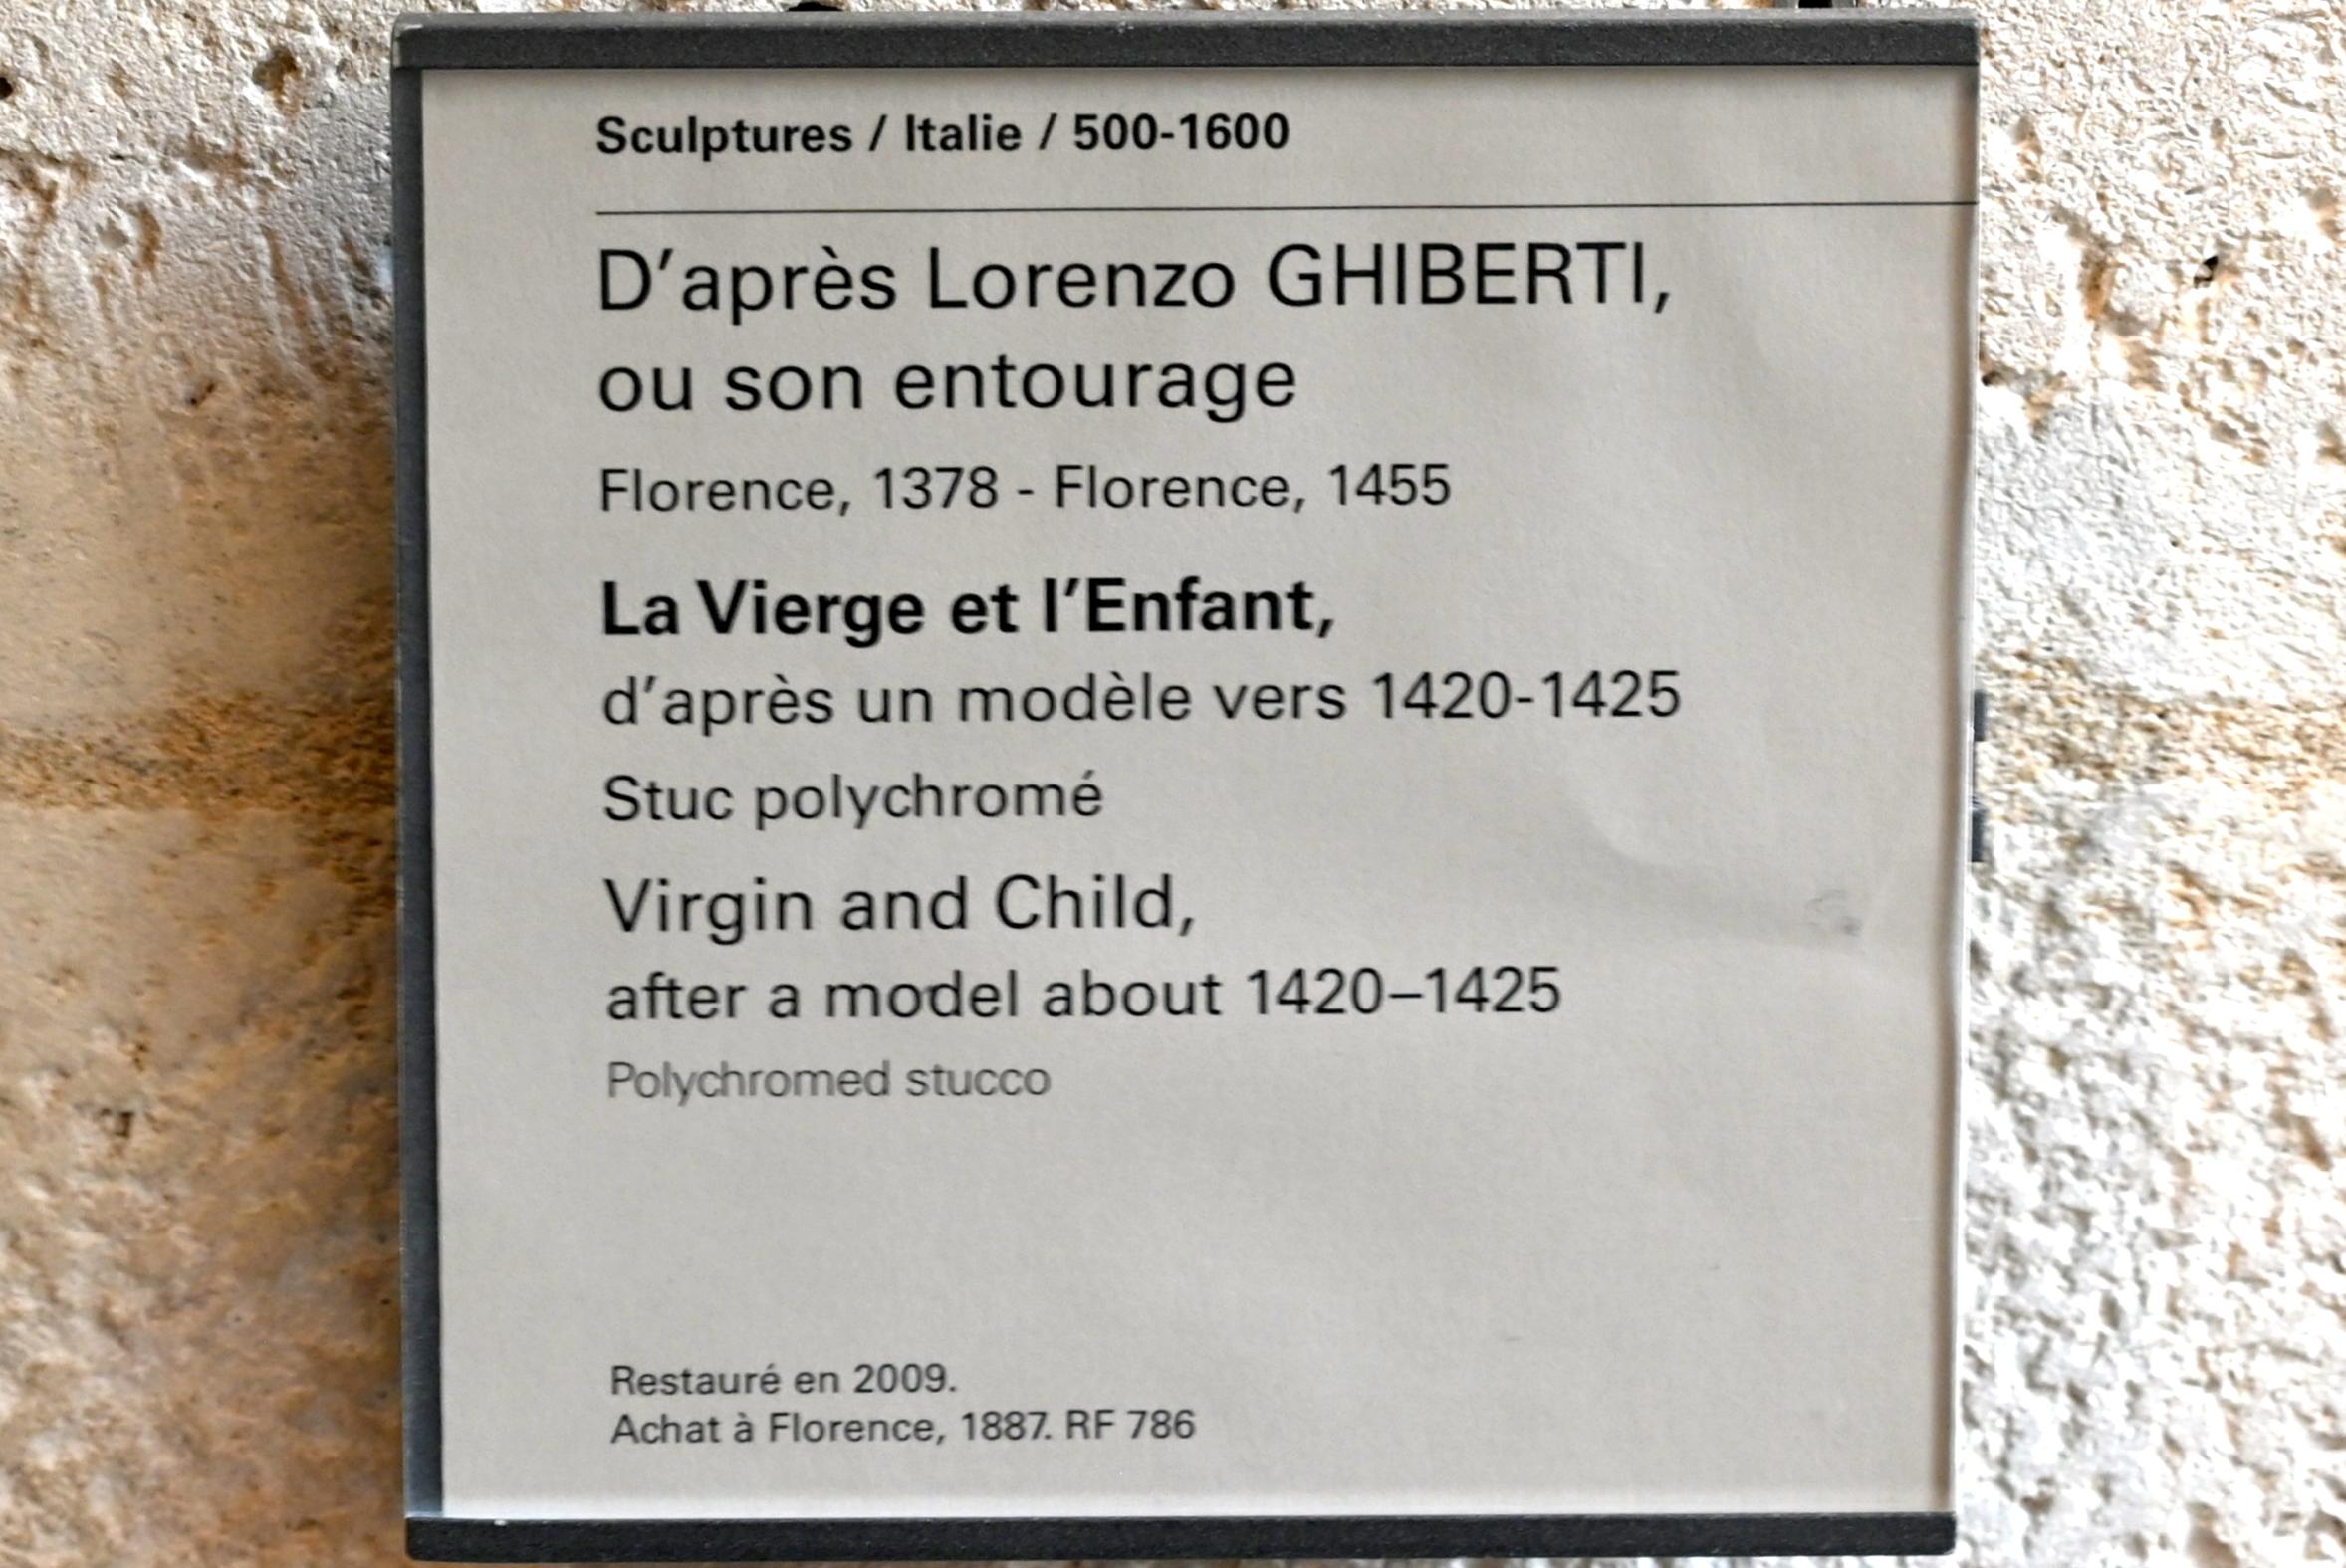 Sculptures / Italie / 500-1600
D'après Lorenzo GHIBERTI,
ou son entourage
Florence, 1378 - Florence, 1455
La Vierge et l'Enfant,
d'après un modèle vers 1420-1425
Stuc polychromé
Virgin and Child,
after a model about 1420–1425
Polychromed stucco
Restauré en 2009.
Achat à Florence, 1887. RF 786